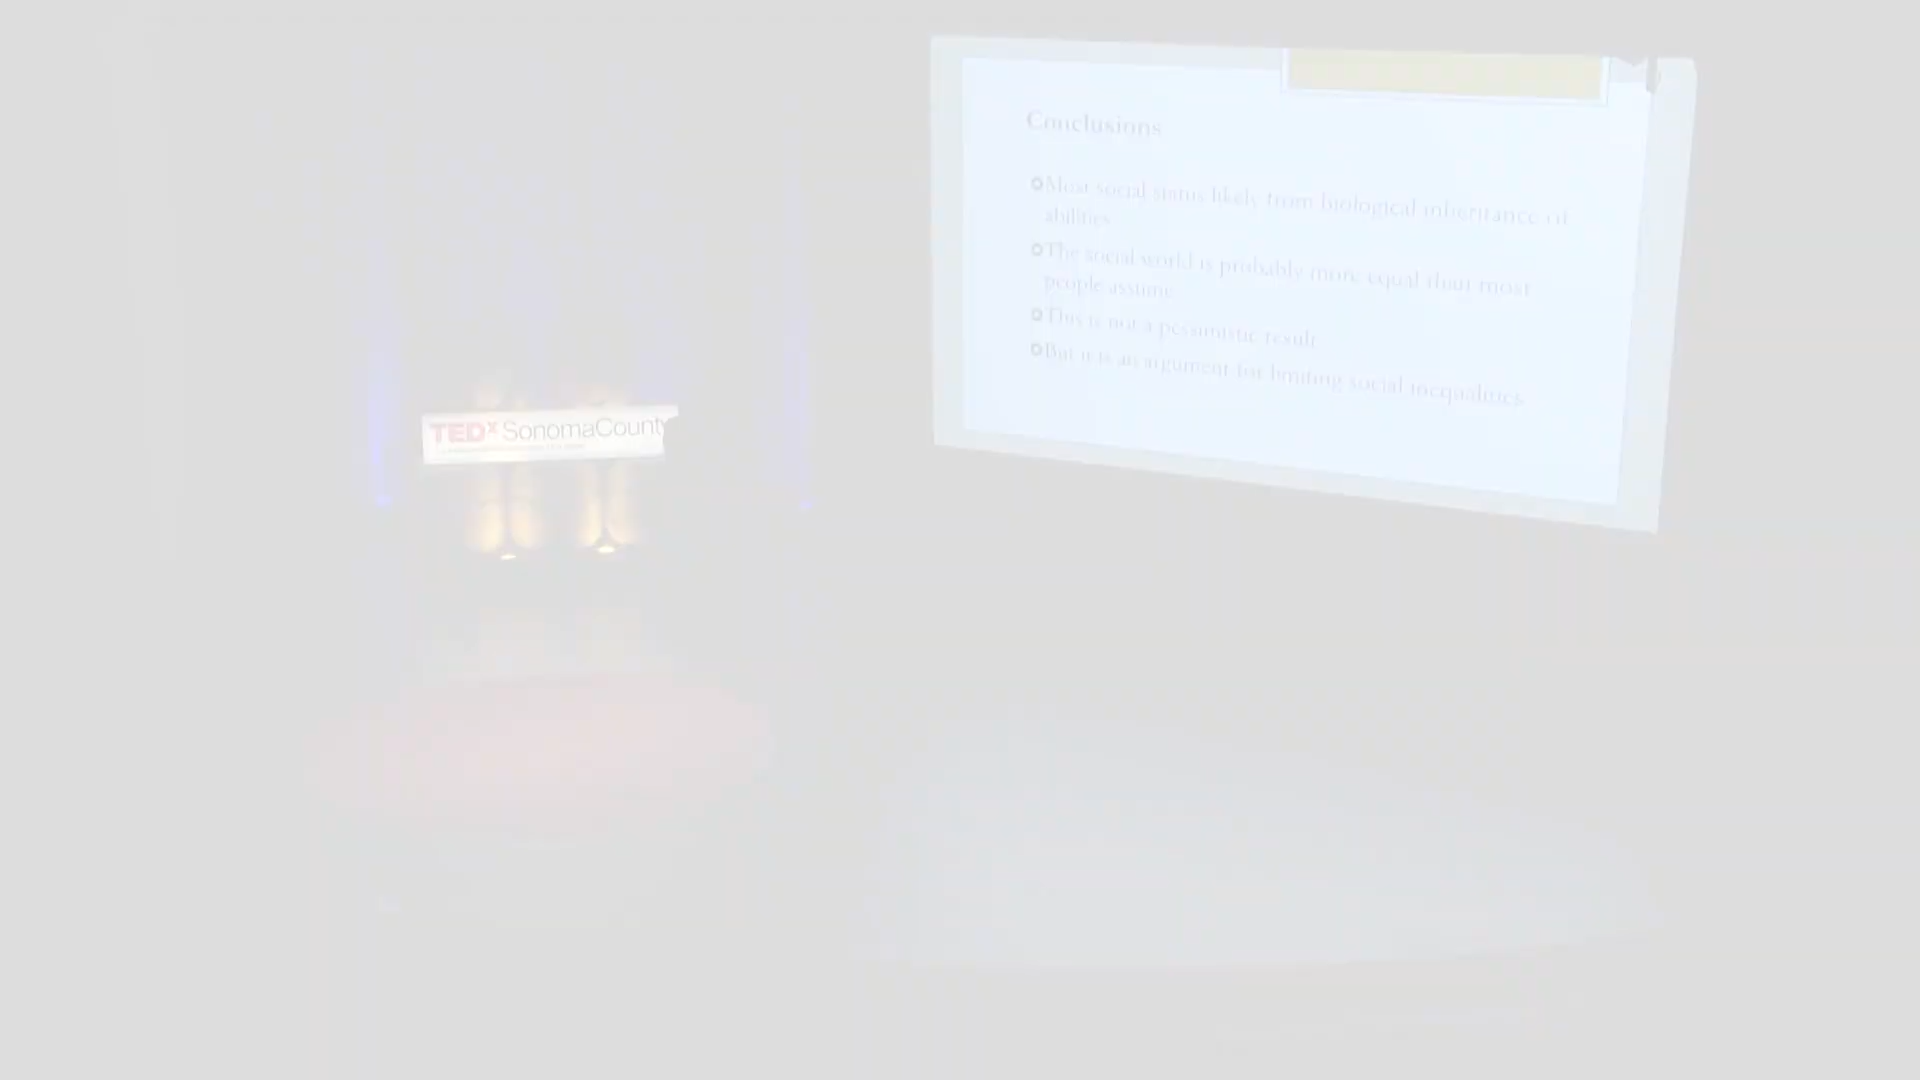 Conclusions
Most social status likely from biological inheritance of
abilities
The social world is probably more equal than most
people assume
This is not a pessimistic result
But it is an argument for limiting social inequalities
TEDx SonomaCounty